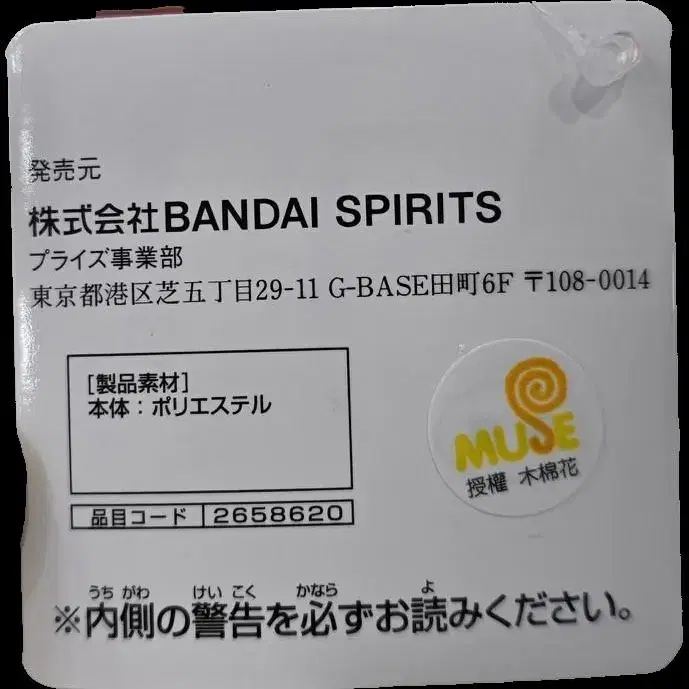 発売元
株式会社BANDAI SPIRITS
プライズ事業部
東京都港区芝五丁目29-11 G-BASE田町6F 〒108-0014
[製品素材]
本体：ポリエステル
MUSE
授權 木棉花
品目コード 2658620
うちがわ けいこく かなら よ
※内側の警告を必ずお読みください。